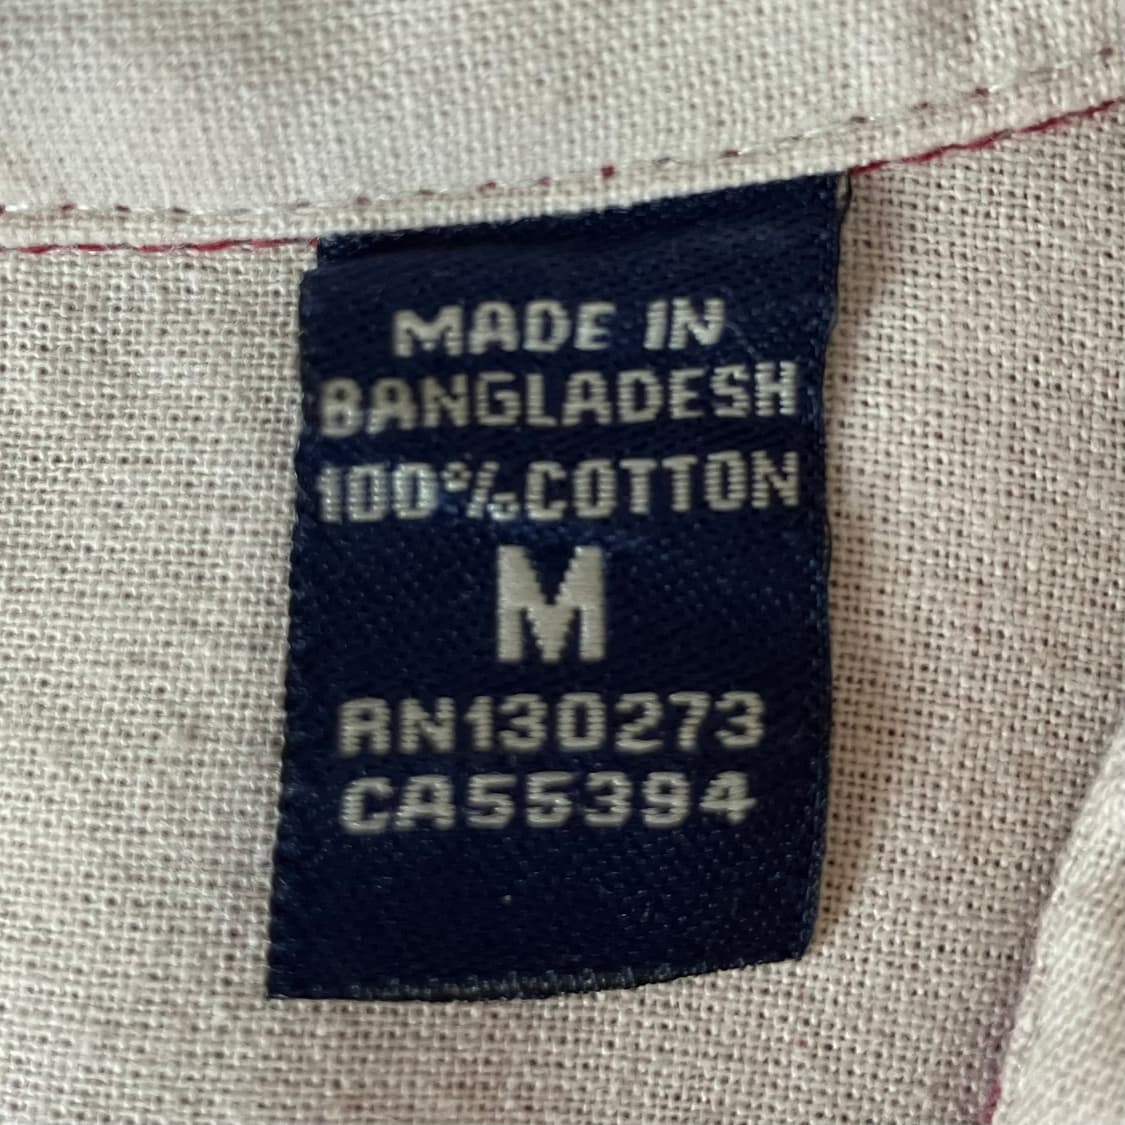 MADE IN
BANGLADESH
100%COTTON
M
RN130273
CA55394